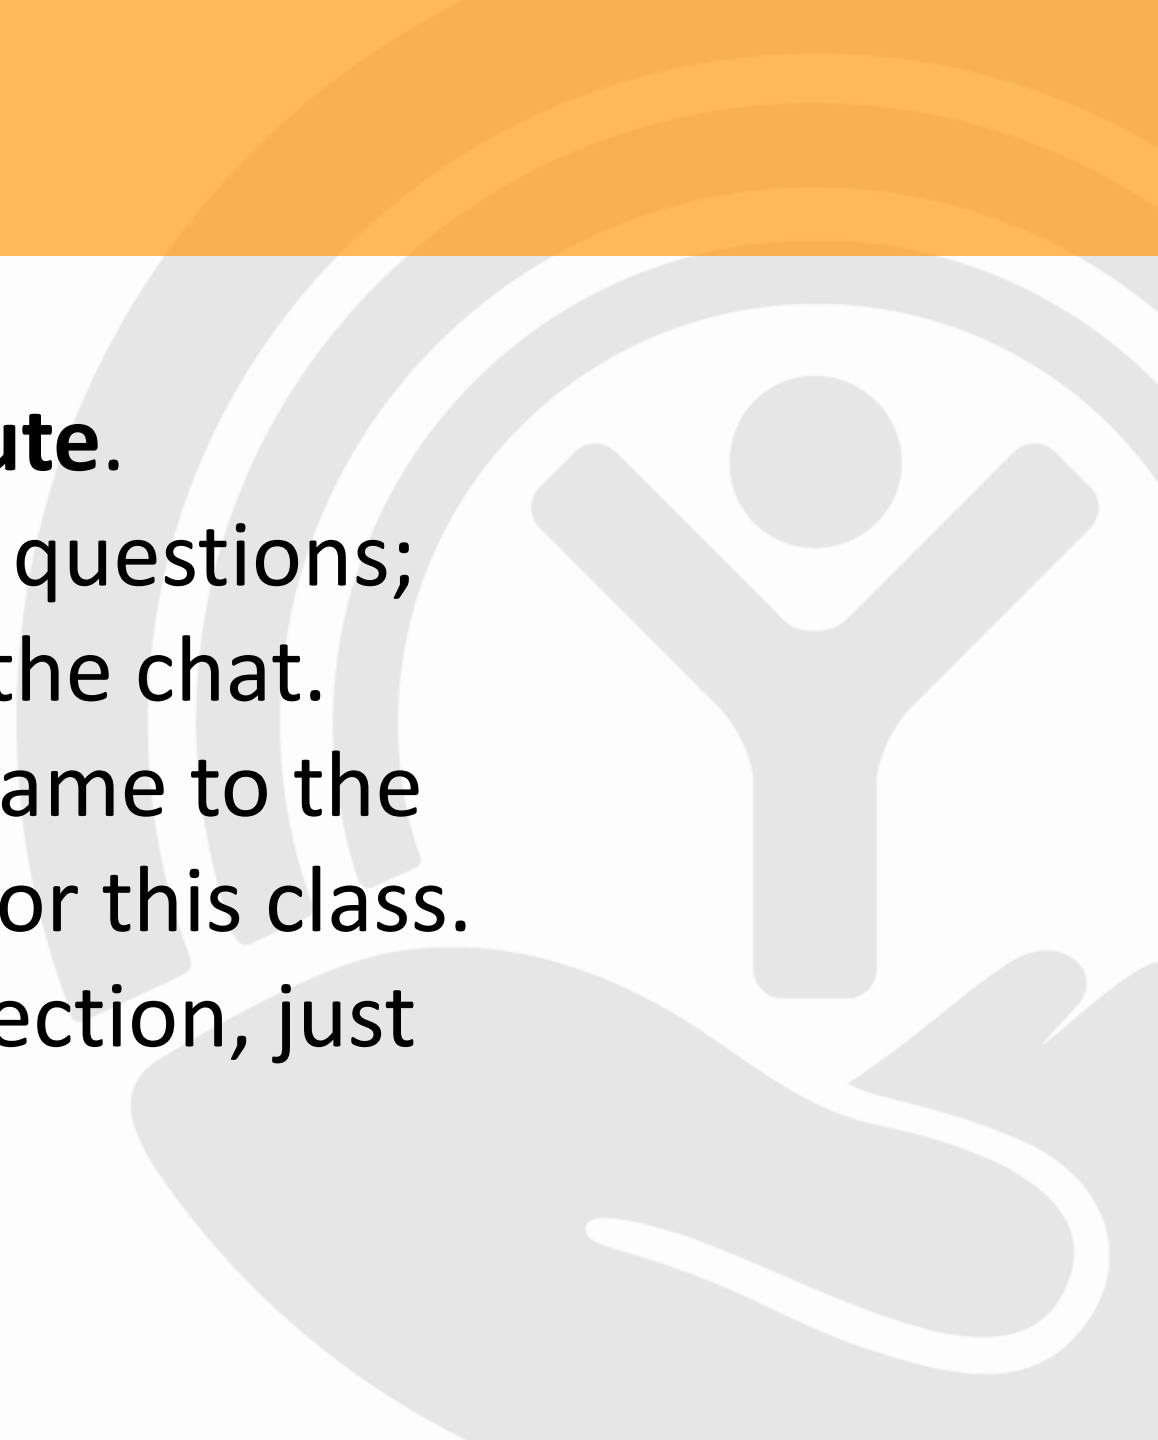 ute.
questions;
the chat.
ame to the
or this class.
ection, just